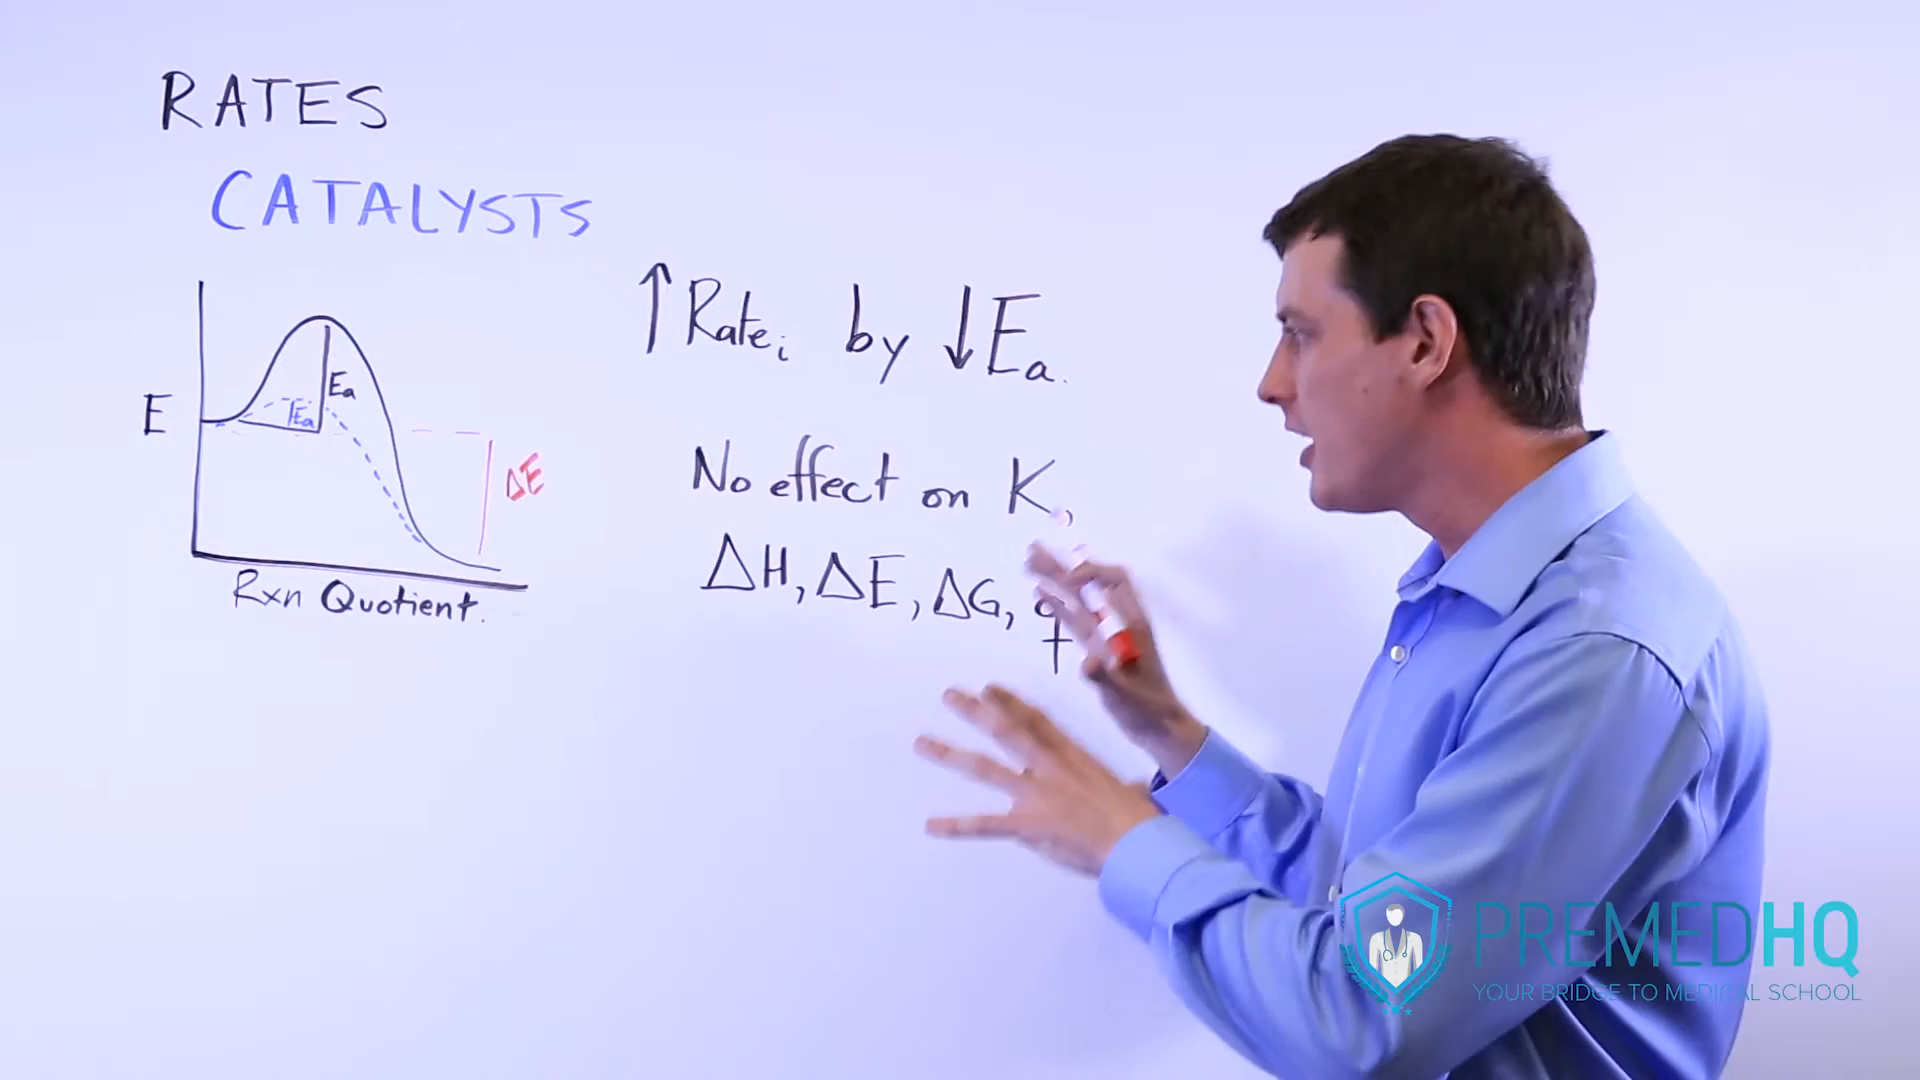 RATES
CATALYSTS
↑ Rate; by ↓ Ea.
E
Ea
Ea
ΔE
No effect on K,
ΔH, ΔE, ΔG, q
Rxn Quotient.
PREMEDHQ
YOUR BRIDGE TO MEDICAL SCHOOL